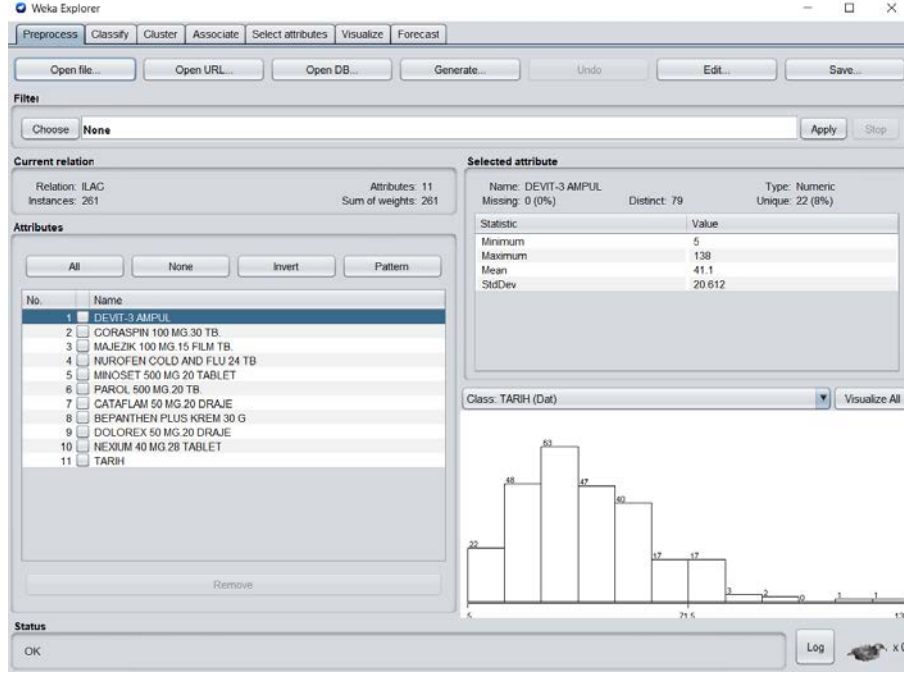 Weka Explorer
Preprocess Classify Cluster Associate Select attributes Visualize Forecast
Open file... Open URL... Open DB... Generate... Undo Edit... Save...
Filter
Choose None Apply Stop
Current relation
Relation: ILAC Attributes: 11
Instances: 261 Sum of weights: 261
Attributes
All None Invert Pattern
No. Name
1 DEVIT-3 AMPUL
2 CORASPIN 100 MG.30 TB.
3 MAJEZIK 100 MG.15 FILM TB.
4 NUROFEN COLD AND FLU 24 TB
5 MINOSET 500 MG 20 TABLET
6 PAROL 500 MG.20 TB.
7 CATAFLAM 50 MG.20 DRAJE
8 BEPANTHEN PLUS KREM 30 G
9 DOLOREX 50 MG.20 DRAJE
10 NEXIUM 40 MG.28 TABLET
11 TARIH
Remove
Selected attribute
Name: DEVIT-3 AMPUL Type: Numeric
Missing: 0 (0%) Distinct: 79 Unique: 22 (8%)
Statistic Value
Minimum 5
Maximum 138
Mean 41.1
StdDev 20.612
Class: TARIH (Dat) Visualize All
22 48 63 47 40 17 17 3 2 0 1 1
5 71.5
Status
OK
Log